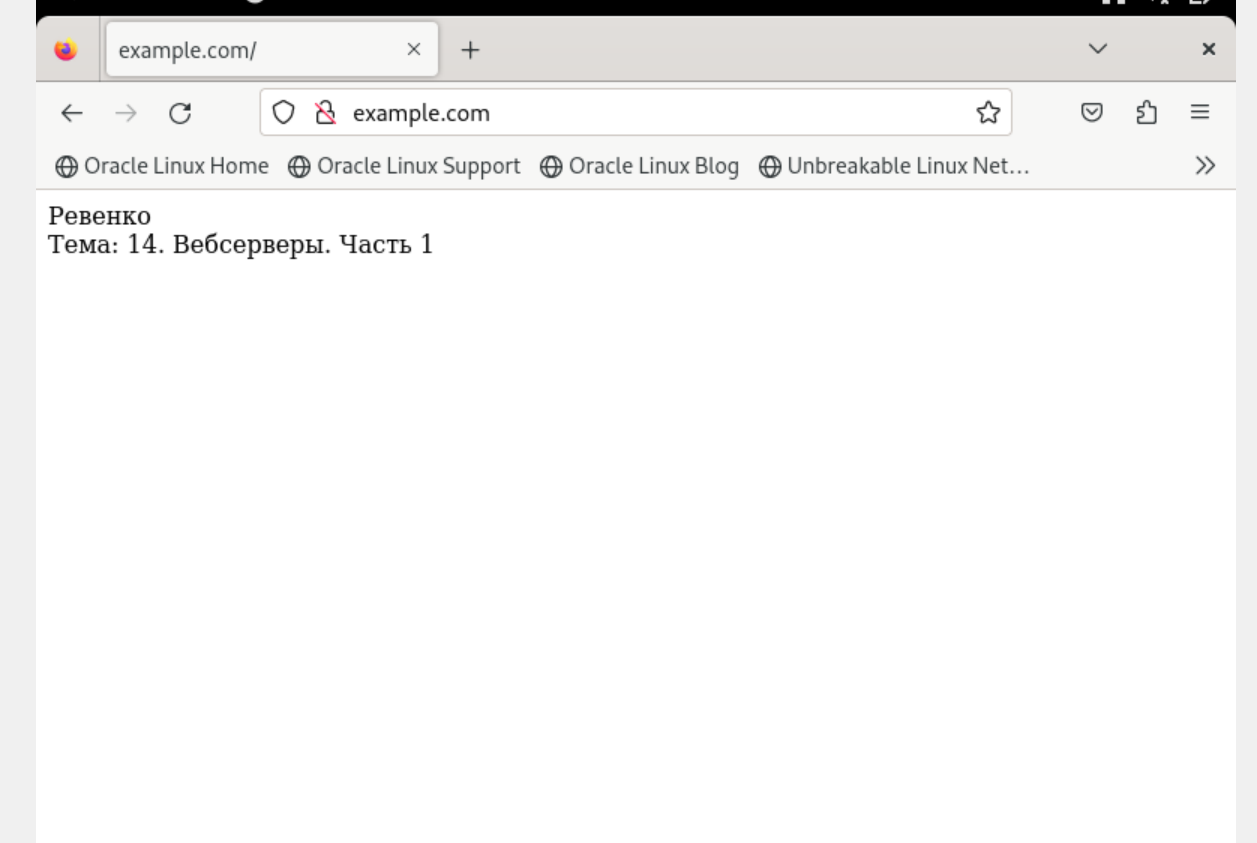 example.com/
example.com
Oracle Linux Home Oracle Linux Support Oracle Linux Blog Unbreakable Linux Net…
Ревенко
Тема: 14. Вебсерверы. Часть 1